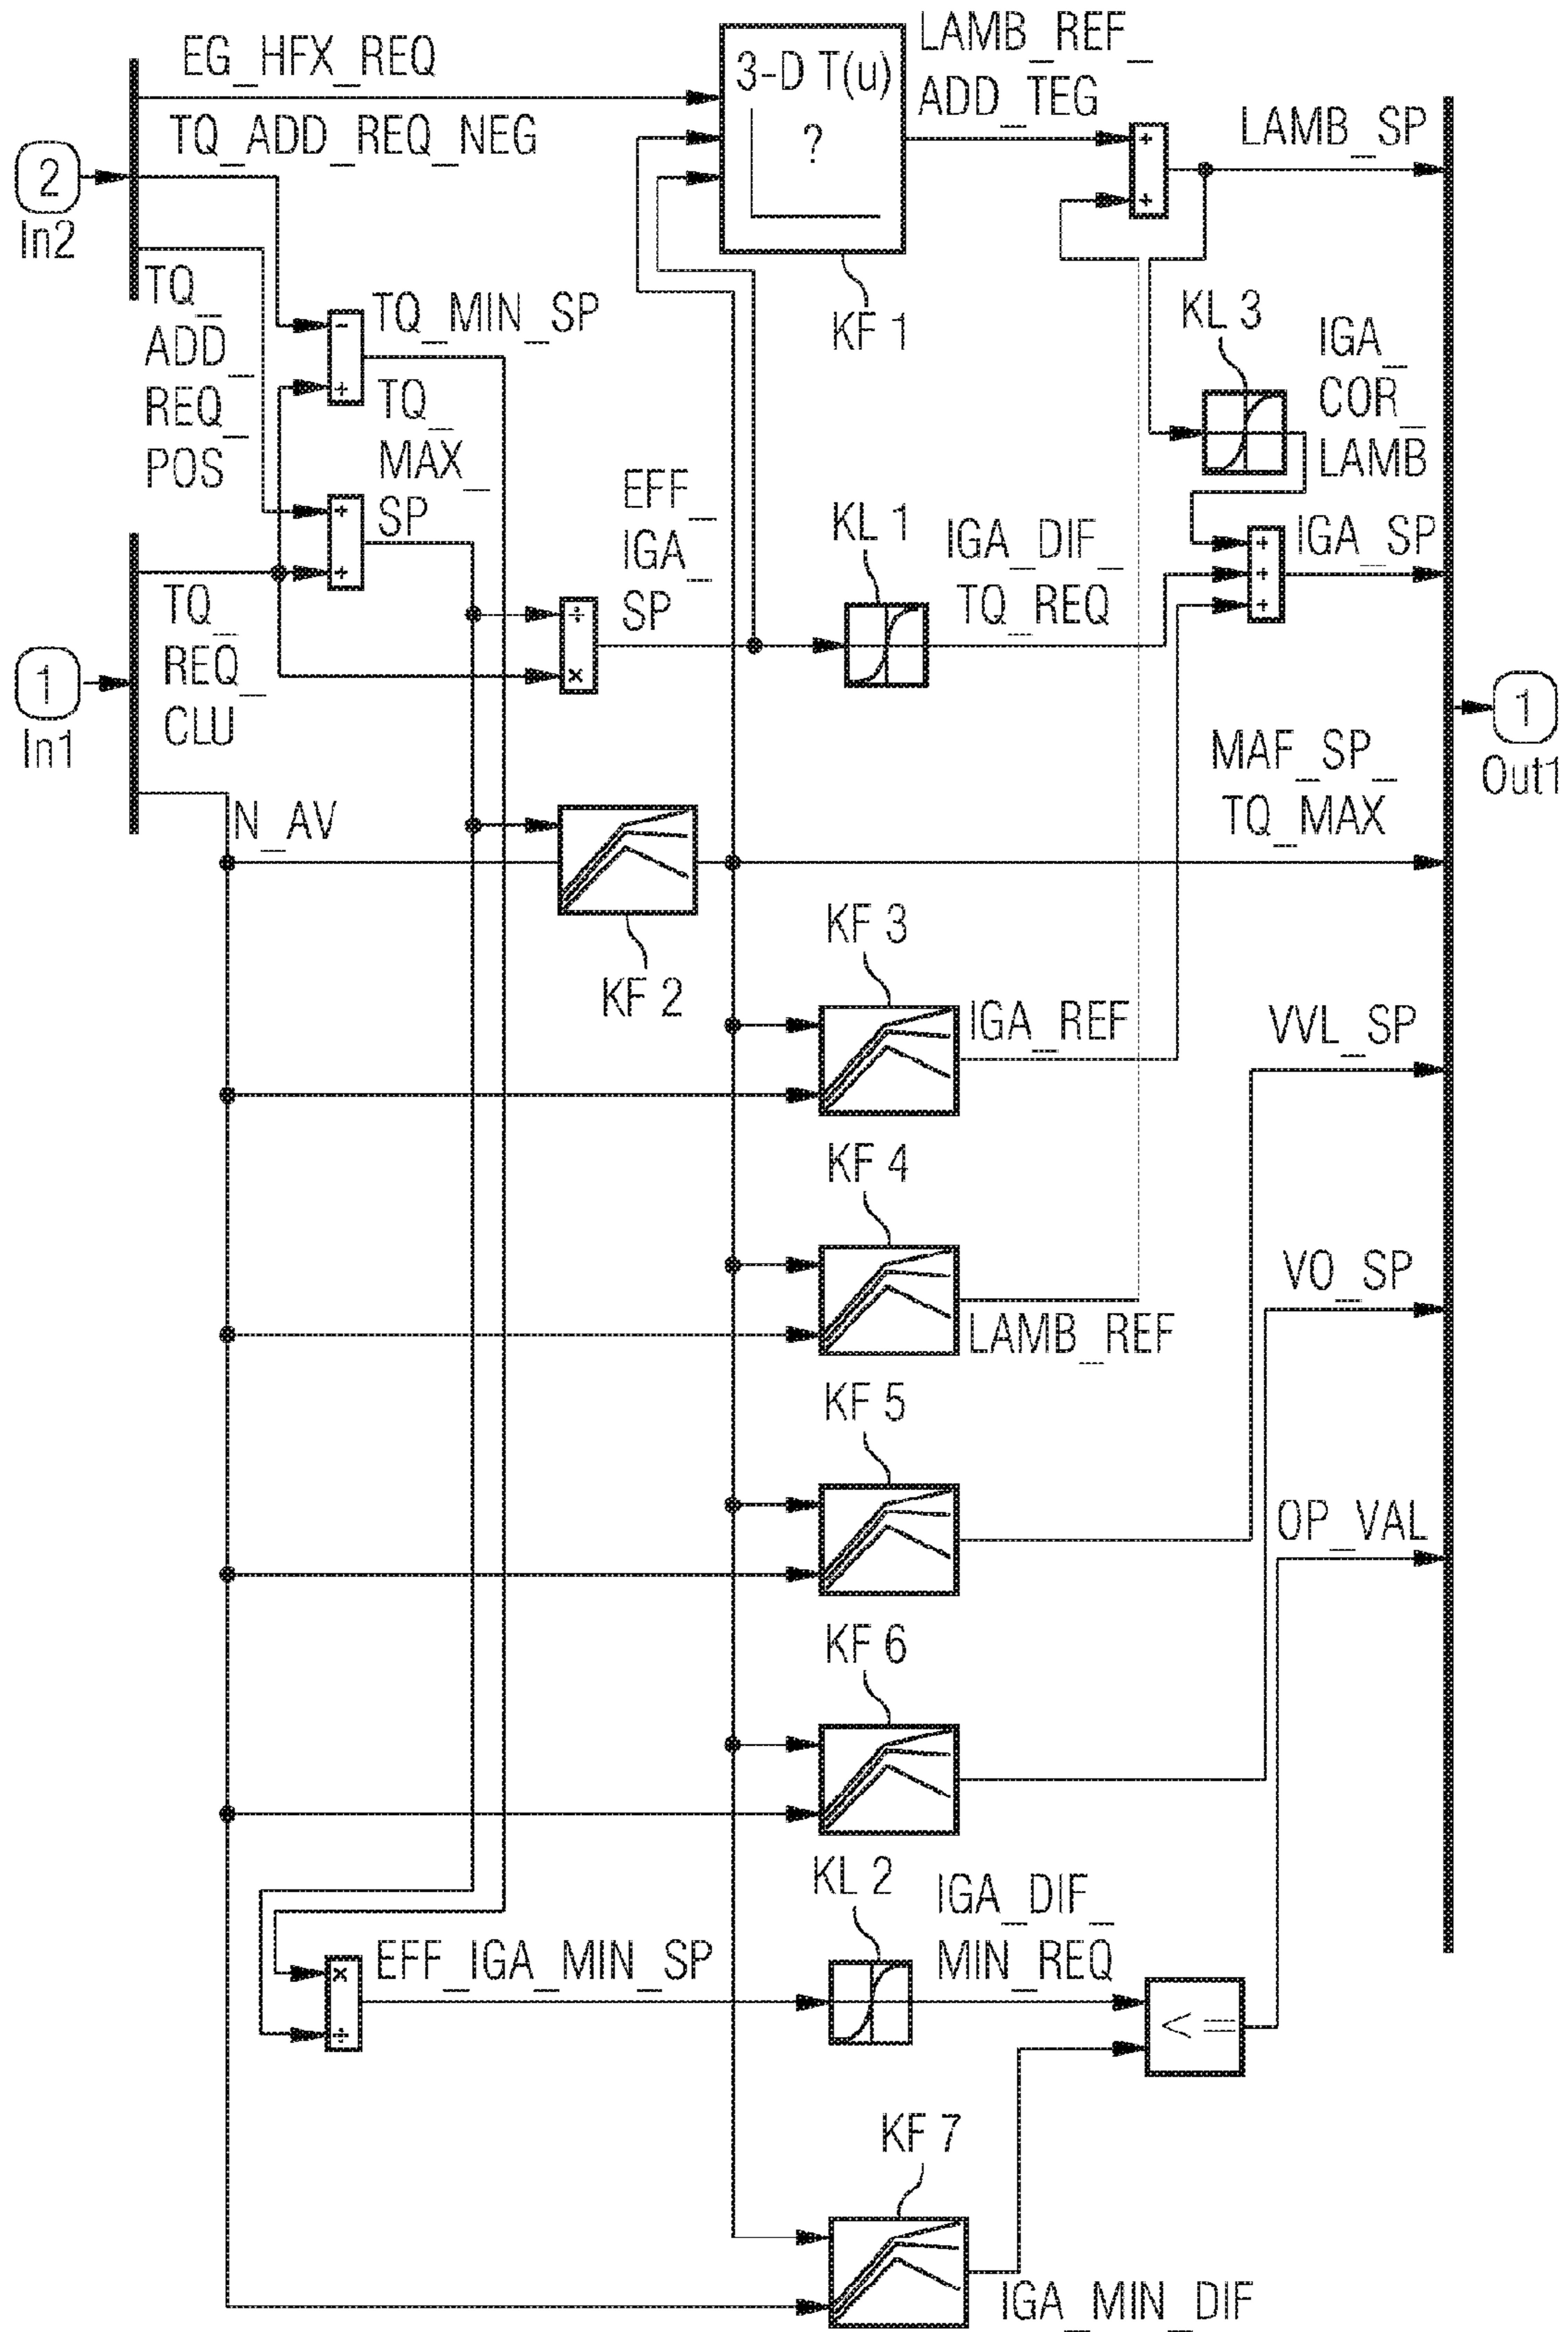 EG_HFX_REQ
TQ_ADD_REQ_NEG
2
In2
TQ_
ADD_
REQ_
POS
3-D T(u)
?
KF 1
LAMB_REF_
ADD_TEG
+
+
LAMB_SP
-
+
TQ_MIN_SP
TQ_
MAX_
SP
+
+
KL 3
IGA_
COR_
LAMB
1
In1
TQ_
REQ_
CLU
÷
×
EFF_
IGA_
SP
KL 1
IGA_DIF_
TQ_REQ
+
+
+
IGA_SP
1
Out1
N_AV
KF 2
MAF_SP_
TQ_MAX
KF 3
IGA_REF
VVL_SP
KF 4
LAMB_REF
VO_SP
KF 5
OP_VAL
KF 6
×
÷
EFF_IGA_MIN_SP
KL 2
IGA_DIF_
MIN_REQ
< =
KF 7
IGA_MIN_DIF